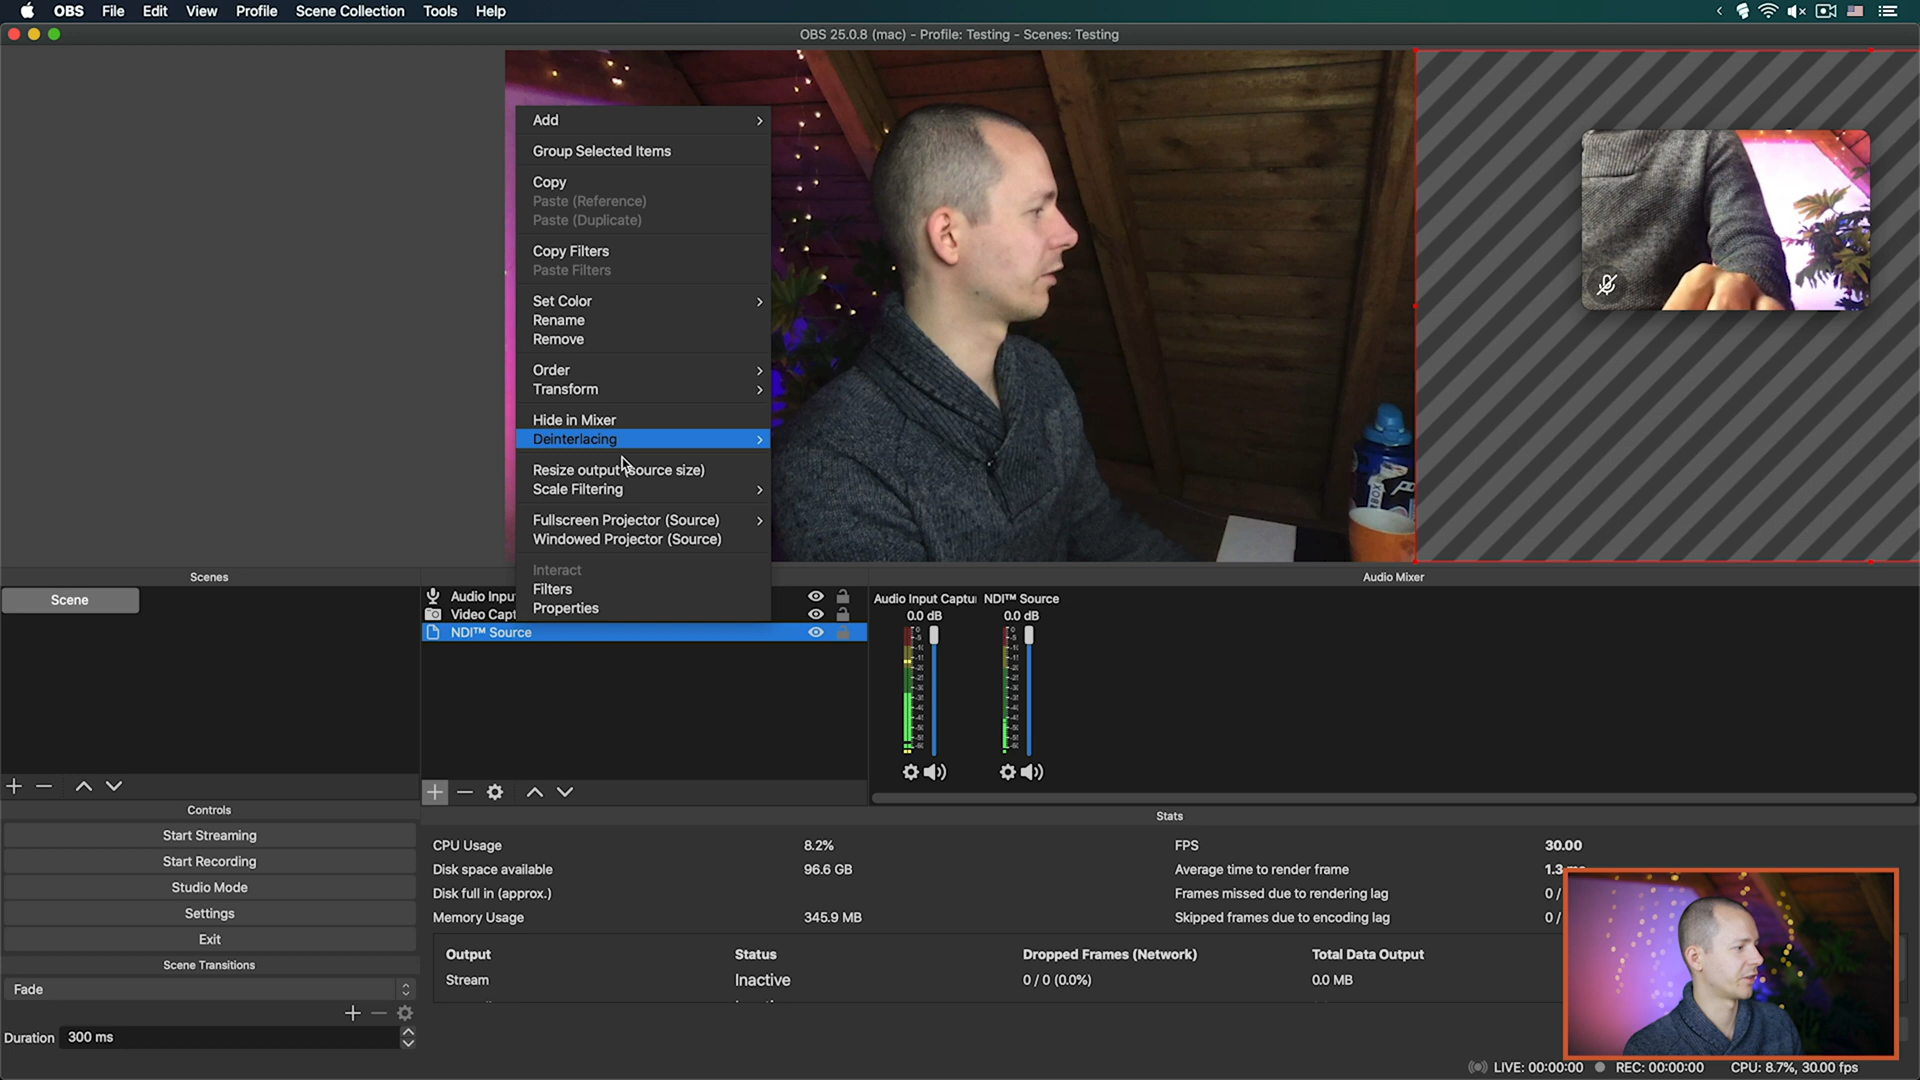 OBS File Edit View Profile Scene Collection Tools Help
OBS 25.0.8 (mac) - Profile: Testing - Scenes: Testing
Add
Group Selected Items
Copy
Paste (Reference)
Paste (Duplicate)
Copy Filters
Paste Filters
Set Color
Rename
Remove
Order
Transform
Hide in Mixer
Deinterlacing
Resize output (source size)
Scale Filtering
Fullscreen Projector (Source)
Windowed Projector (Source)
Interact
Filters
Properties
Scenes
Scene
Audio Inpu
Video Capt
NDI™ Source
Audio Mixer
Audio Input Captu NDI™ Source
0.0 dB 0.0 dB
Controls
Start Streaming
Start Recording
Studio Mode
Settings
Exit
Scene Transitions
Fade
Duration 300 ms
Stats
CPU Usage 8.2% FPS 30.00
Disk space available 96.6 GB Average time to render frame 1.3
Disk full in (approx.) Frames missed due to rendering lag 0 /
Memory Usage 345.9 MB Skipped frames due to encoding lag 0 /
Output Status Dropped Frames (Network) Total Data Output
Stream Inactive 0 / 0 (0.0%) 0.0 MB
LIVE: 00:00:00 REC: 00:00:00 CPU: 8.7%, 30.00 fps